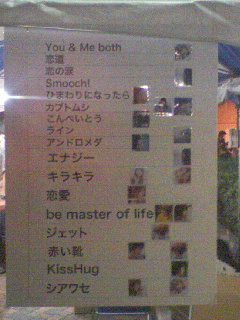 You & Me both
恋道
恋の涙
Smooch!
ひまわりになったら
カブトムシ
こんぺいとう
ライン
アンドロメダ
エナジー
キラキラ
恋愛
be master of life
ジェット
赤い靴
KissHug
シアワセ